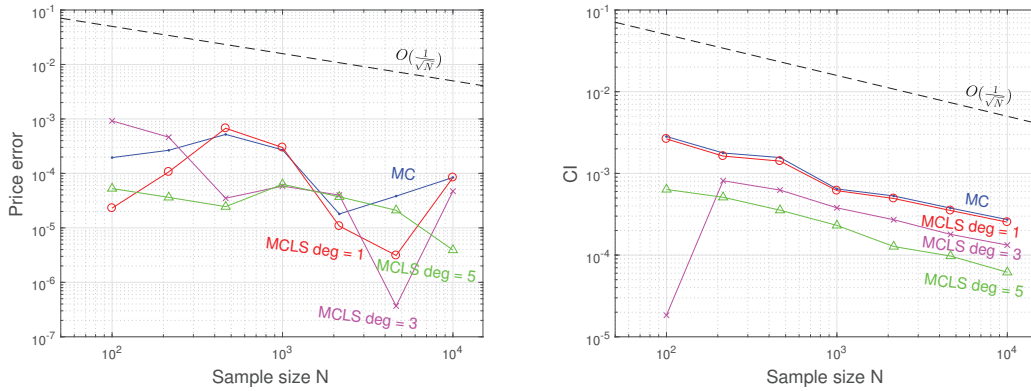 10^-1
10^-2
10^-3
10^-4
10^-5
10^-6
10^-7
Price error
O(1/√N)
MC
MCLS deg = 1
MCLS deg = 5
MCLS deg = 3
10^2
10^3
10^4
Sample size N
10^-1
10^-2
10^-3
10^-4
10^-5
CI
O(1/√N)
MC
MCLS deg = 1
MCLS deg = 3
MCLS deg = 5
10^2
10^3
10^4
Sample size N